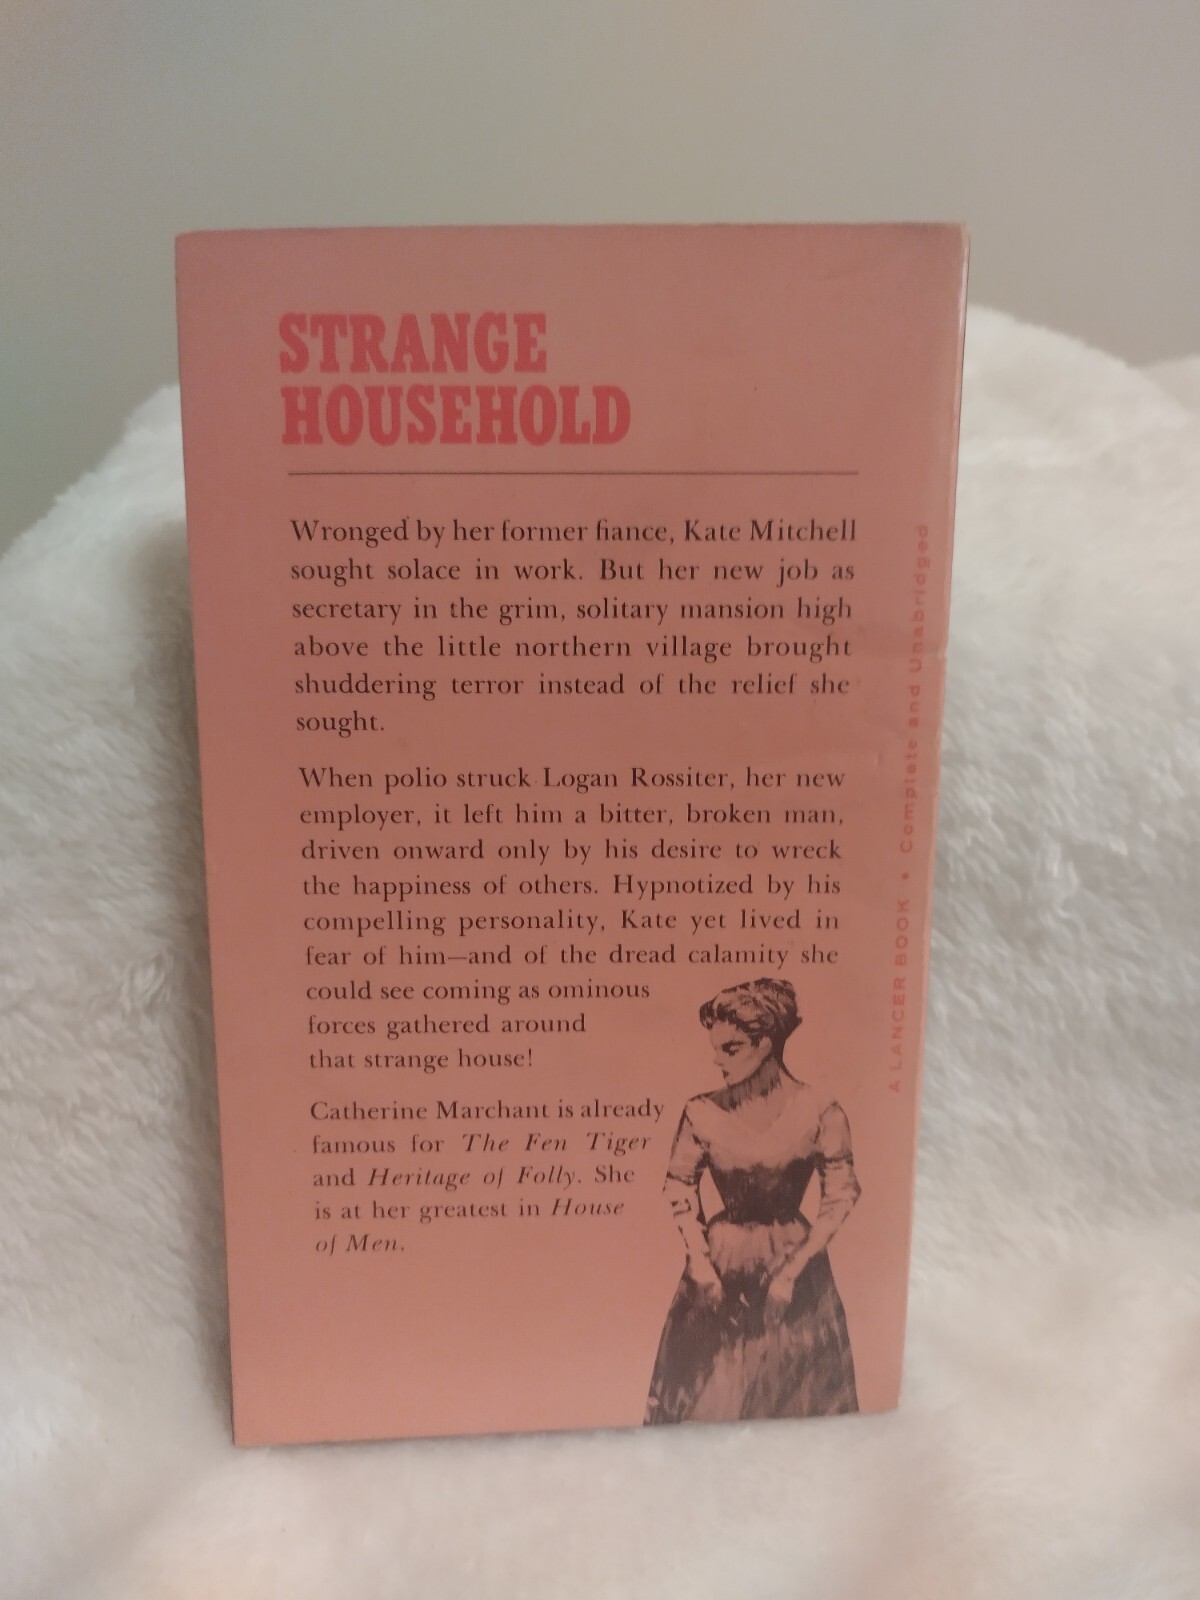 STRANGE
HOUSEHOLD
Wronged by her former fiance, Kate Mitchell
sought solace in work. But her new job as
secretary in the grim, solitary mansion high
above the little northern village brought
shuddering terror instead of the relief she
sought.
When polio struck Logan Rossiter, her new
employer, it left him a bitter, broken man,
driven onward only by his desire to wreck
the happiness of others. Hypnotized by his
compelling personality, Kate yet lived in
fear of him—and of the dread calamity she
could see coming as ominous
forces gathered around
that strange house!
Catherine Marchant is already
famous for The Fen Tiger
and Heritage of Folly. She
is at her greatest in House
of Men.
A LANCER BOOK • Complete and Unabridged